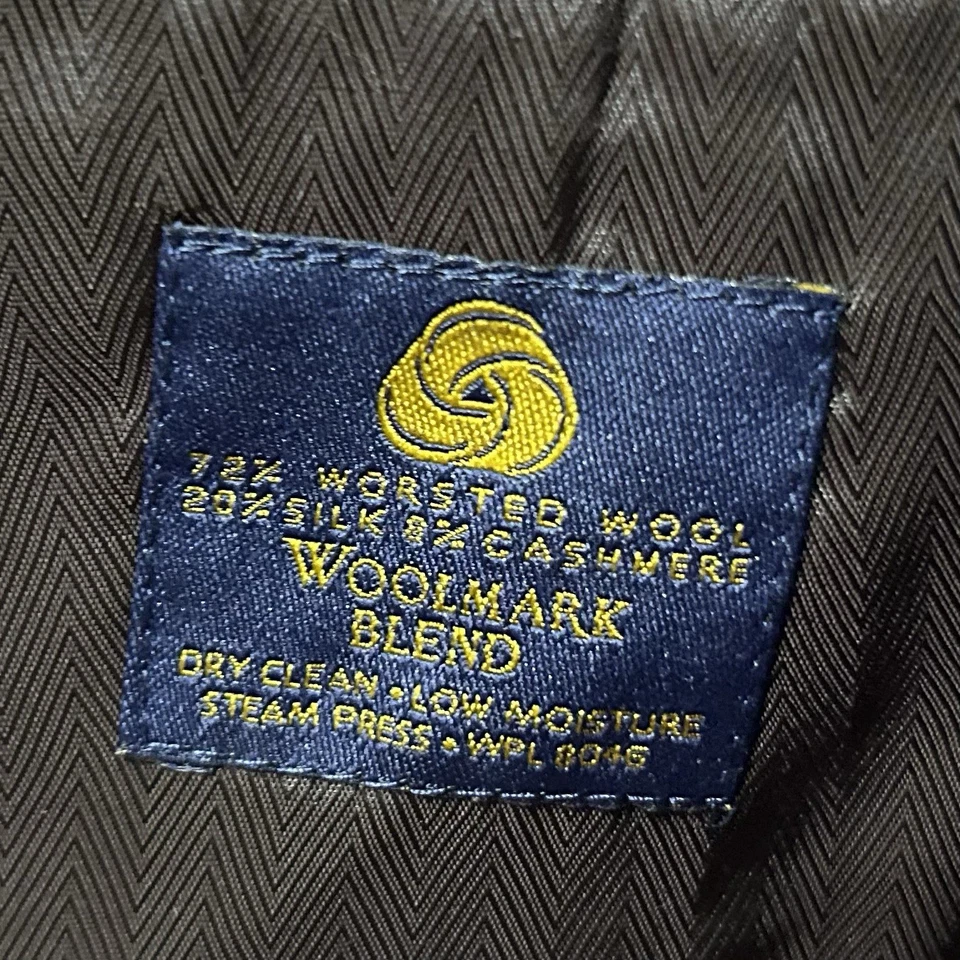 72% WORSTED WOOL
20% SILK 8% CASHMERE
WOOLMARK
BLEND
DRY CLEAN • LOW MOISTURE
STEAM PRESS • WPL 8046